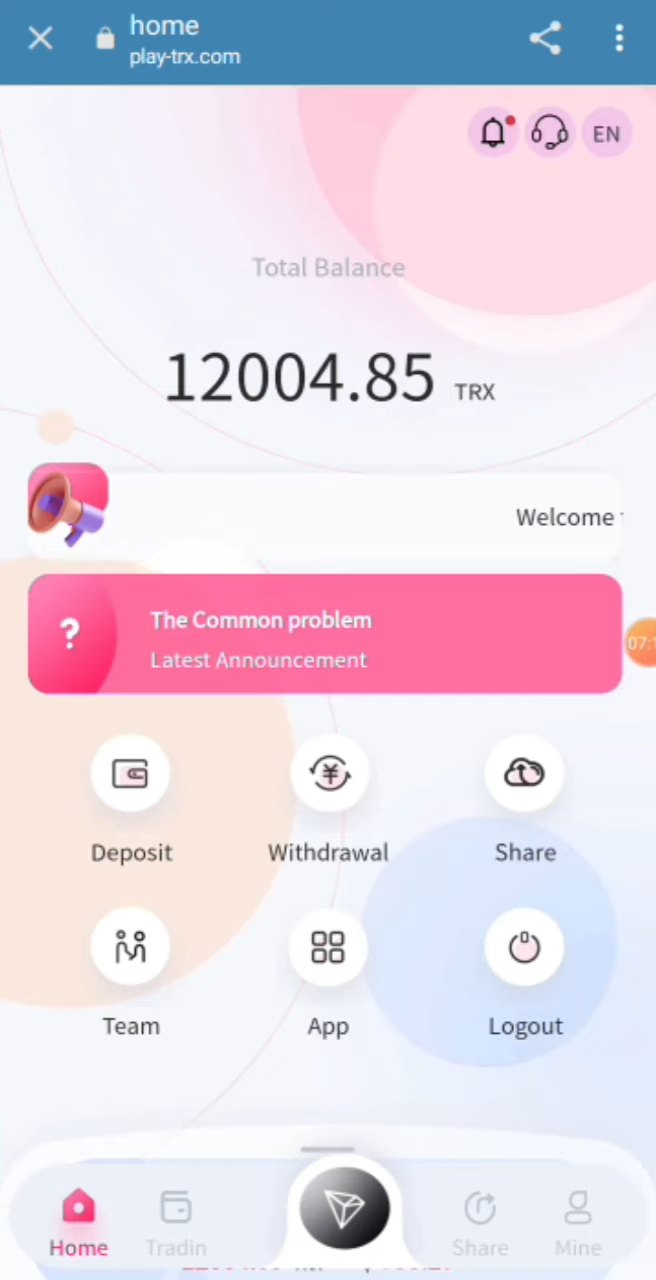 home
play-trx.com
EN
Total Balance
12004.85 TRX
Welcome
?
The Common problem
Latest Announcement
Deposit
Withdrawal
Share
Team
App
Logout
Home
Tradin
Share
Mine